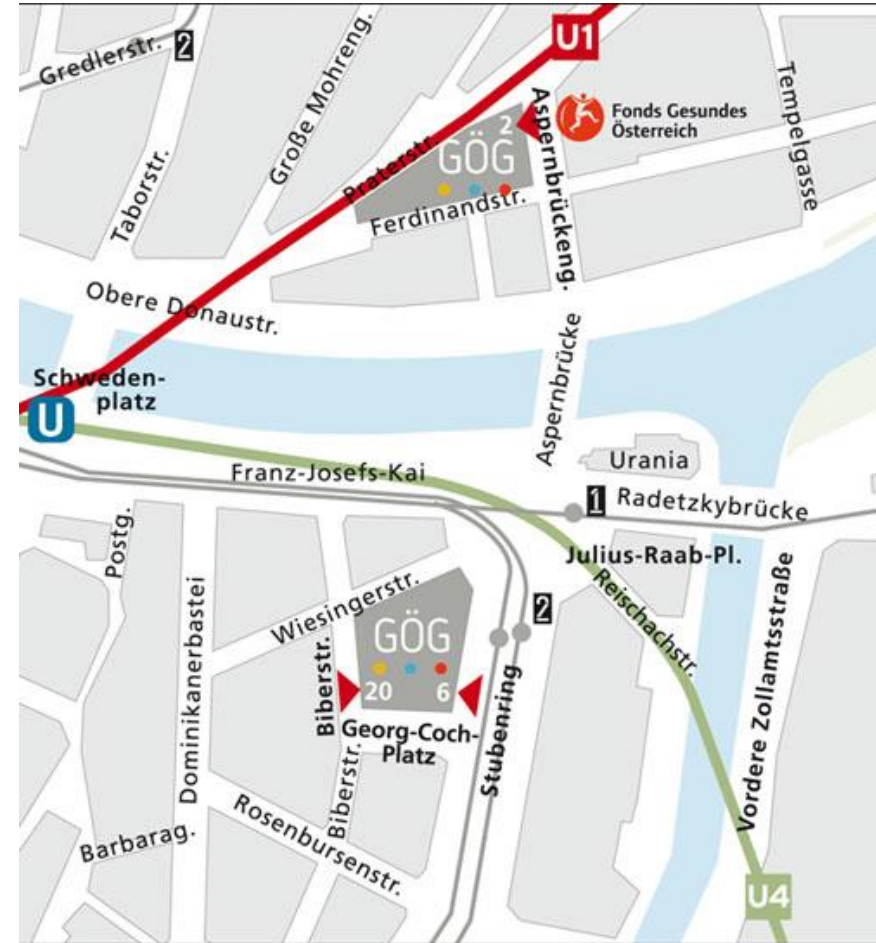 U1
2
Gredlerstr.
Große Mohreng.
Tempelgasse
Fonds Gesundes
Österreich
2
GÖG
Aspernbrückeng.
Praterstr.
Taborstr.
Ferdinandstr.
Obere Donaustr.
Schweden-
platz
U
Aspernbrücke
Urania
Franz-Josefs-Kai
1
Radetzkybrücke
Postg.
Julius-Raab-Pl.
Dominikanerbastei
Wiesingerstr.
2
Reischachstr.
GÖG
20
6
Biberstr.
Georg-Coch-
Platz
Stubenring
Vordere Zollamtsstraße
Biberstr.
Rosenbursenstr.
Barbarag.
U4